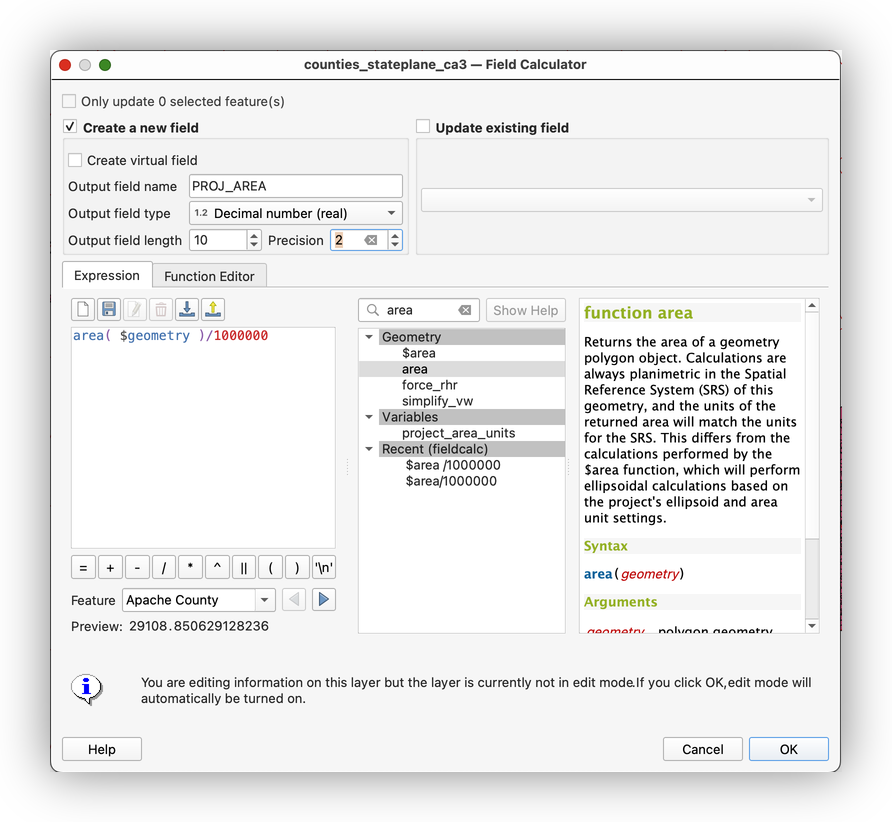 counties_stateplane_ca3 — Field Calculator
Only update 0 selected feature(s)
Create a new field
Update existing field
Create virtual field
Output field name PROJ_AREA
Output field type 1.2 Decimal number (real)
Output field length 10 Precision 2
Expression Function Editor
area( $geometry )/1000000
= + - / * ^ || ( ) '\n'
Feature Apache County
Preview: 29108.850629128236
area Show Help
Geometry
$area
area
force_rhr
simplify_vw
Variables
project_area_units
Recent (fieldcalc)
$area /1000000
$area/1000000
function area
Returns the area of a geometry
polygon object. Calculations are
always planimetric in the Spatial
Reference System (SRS) of this
geometry, and the units of the
returned area will match the units
for the SRS. This differs from the
calculations performed by the
$area function, which will perform
ellipsoidal calculations based on
the project's ellipsoid and area
unit settings.
Syntax
area(geometry)
Arguments
geometry polygon geometry
You are editing information on this layer but the layer is currently not in edit mode.If you click OK,edit mode will
automatically be turned on.
Help Cancel OK